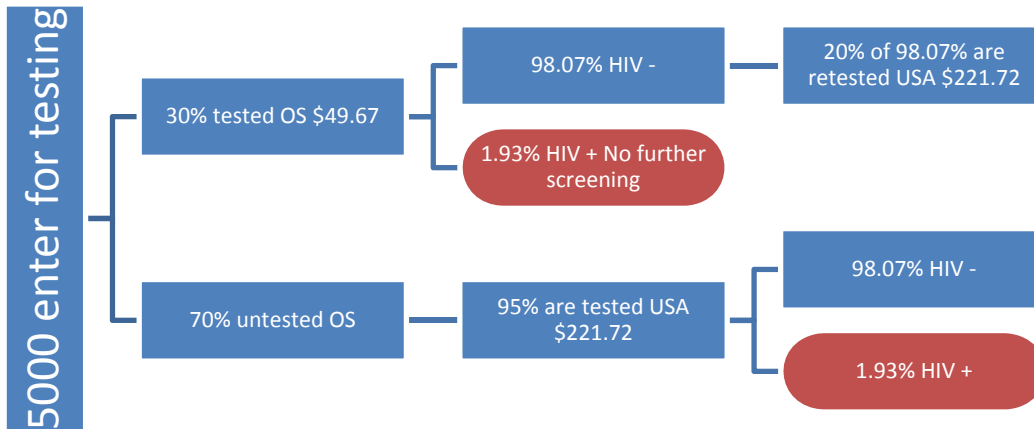 5000 enter for testing
30% tested OS $49.67
98.07% HIV -
20% of 98.07% are
retested USA $221.72
1.93% HIV + No further
screening
70% untested OS
95% are tested USA
$221.72
98.07% HIV -
1.93% HIV +